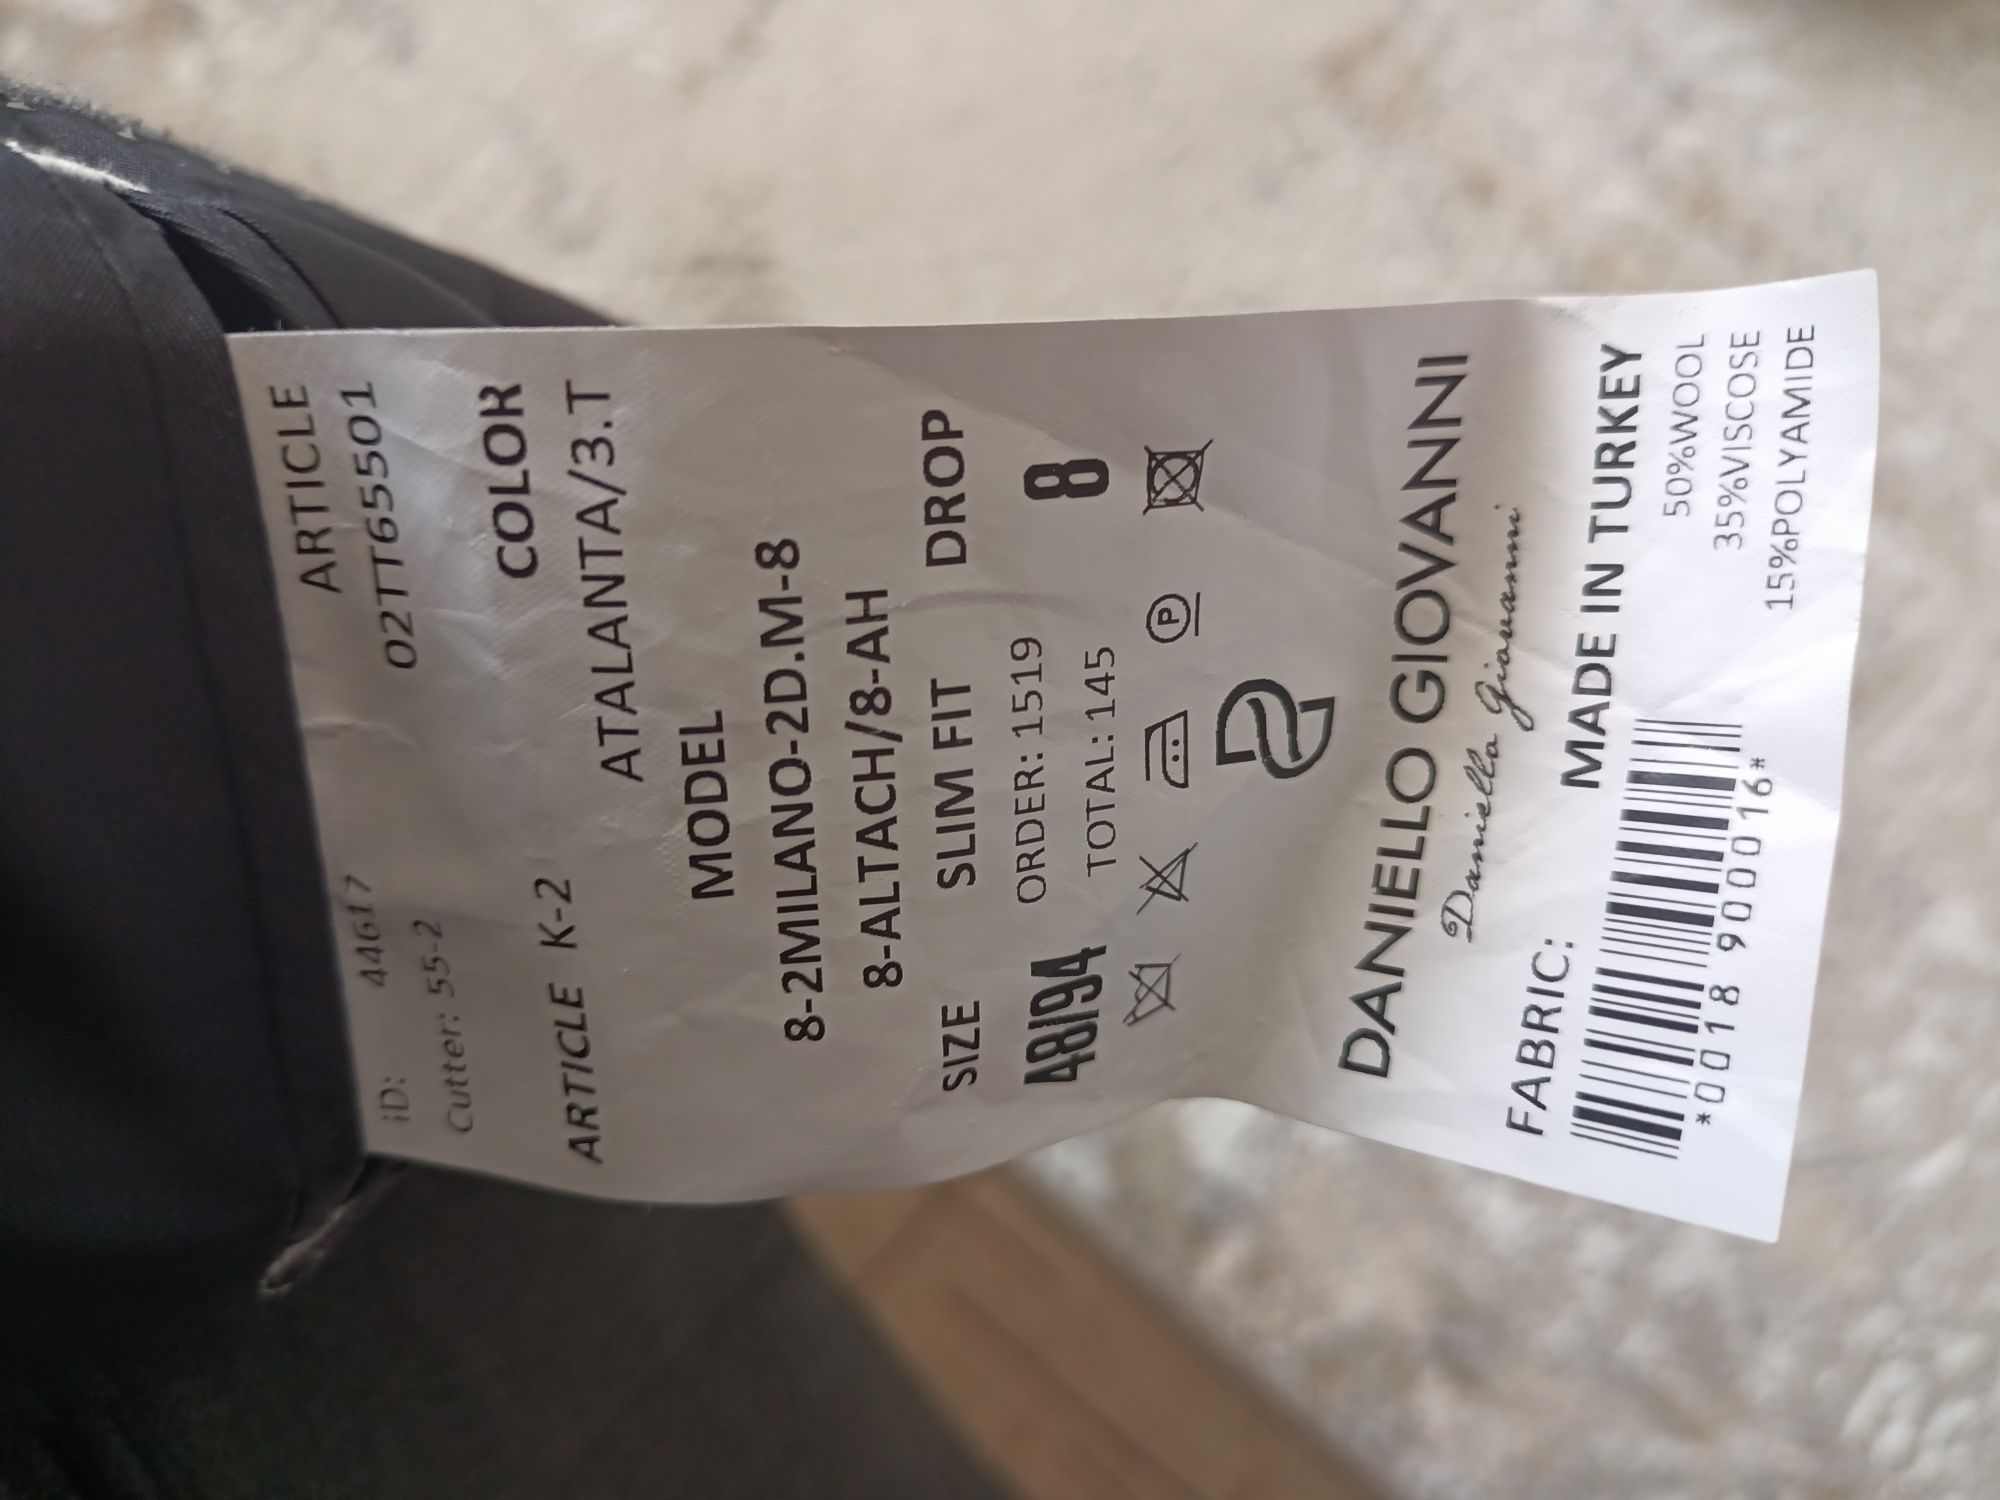 ARTICLE
iD: 44617 02TT65501
Cutter: 55-2
COLOR
ARTICLE K-2 ATALANTA/3.T
MODEL
8-2MILANO-2D.M-8
8-ALTACH/8-AH
SIZE SLIM FIT DROP
48/94 ORDER: 1519 8
TOTAL: 145
P
DANIELLO GIOVANNI
Daniello Giovanni
FABRIC: MADE IN TURKEY
50%WOOL
35%VISCOSE
15%POLYAMIDE
*0018900016*